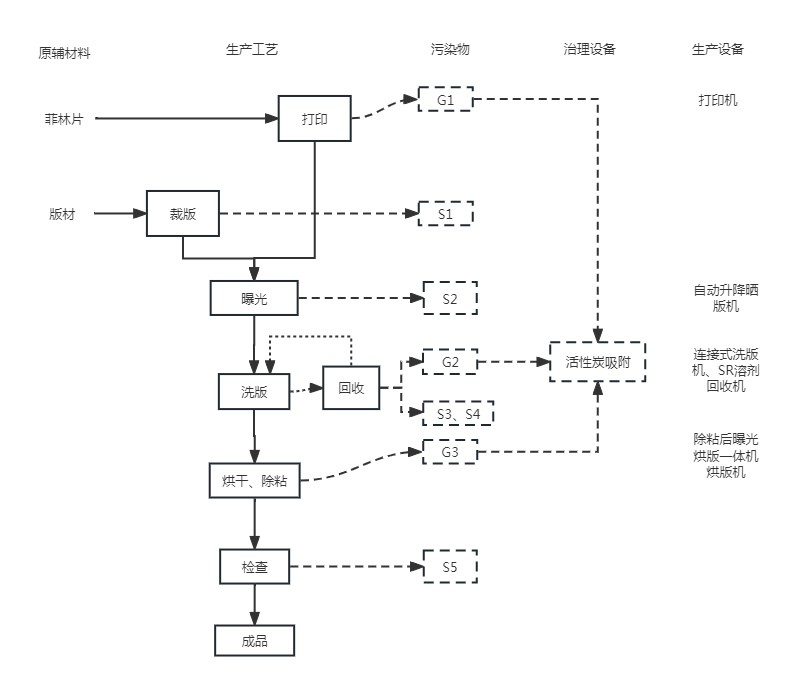 原辅材料
生产工艺
污染物
治理设备
生产设备
菲林片
打印
G1
打印机
版材
裁版
S1
曝光
S2
自动升降晒
版机
洗版
回收
G2
活性炭吸附
连接式洗版
机、SR溶剂
回收机
S3、S4
G3
除粘后曝光
烘版一体机
烘版机
烘干、除粘
检查
S5
成品